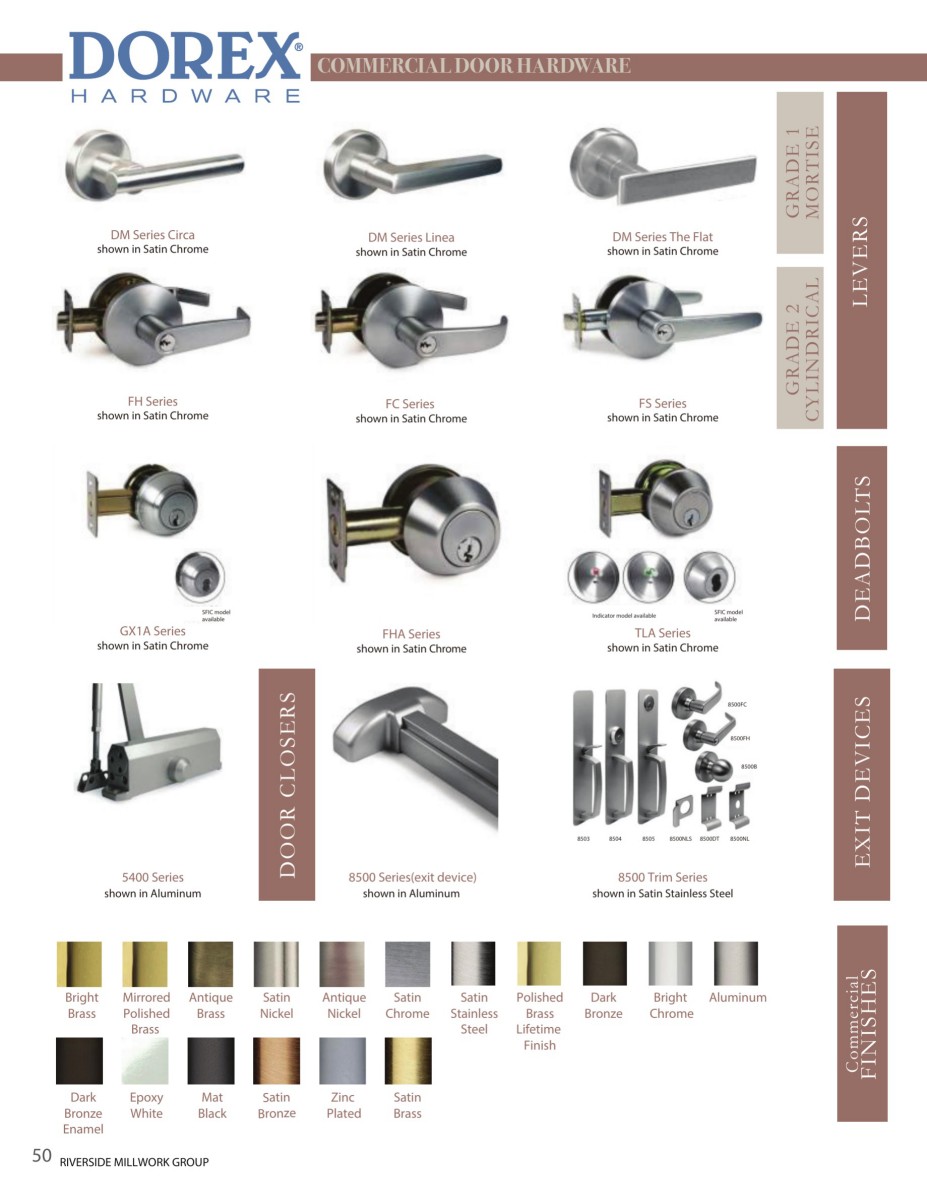 DOREX®
HARDWARE
COMMERCIAL DOOR HARDWARE
GRADE 1
MORTISE
LEVERS
DM Series Circa
shown in Satin Chrome
DM Series Linea
shown in Satin Chrome
DM Series The Flat
shown in Satin Chrome
GRADE 2
CYLINDRICAL
FH Series
shown in Satin Chrome
FC Series
shown in Satin Chrome
FS Series
shown in Satin Chrome
DEADBOLTS
SFIC model
available
GX1A Series
shown in Satin Chrome
FHA Series
shown in Satin Chrome
Indicator model available
SFIC model
available
TLA Series
shown in Satin Chrome
DOOR CLOSERS
EXIT DEVICES
8500FC
8500FH
8500B
8503
8504
8505
8500NLS
8500DT
8500NL
5400 Series
shown in Aluminum
8500 Series(exit device)
shown in Aluminum
8500 Trim Series
shown in Satin Stainless Steel
Commercial
FINISHES
Bright
Brass
Mirrored
Polished
Brass
Antique
Brass
Satin
Nickel
Antique
Nickel
Satin
Chrome
Satin
Stainless
Steel
Polished
Brass
Lifetime
Finish
Dark
Bronze
Bright
Chrome
Aluminum
Dark
Bronze
Enamel
Epoxy
White
Mat
Black
Satin
Bronze
Zinc
Plated
Satin
Brass
50 RIVERSIDE MILLWORK GROUP